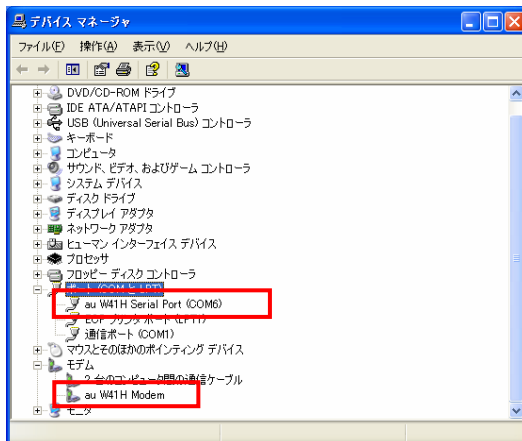 デバイス マネージャ
ファイル(F) 操作(A) 表示(V) ヘルプ(H)
DVD/CD-ROM ドライブ
IDE ATA/ATAPI コントローラ
USB (Universal Serial Bus) コントローラ
キーボード
コンピュータ
サウンド、ビデオ、およびゲーム コントローラ
システム デバイス
ディスク ドライブ
ディスプレイ アダプタ
ネットワーク アダプタ
ヒューマン インターフェイス デバイス
プロセッサ
フロッピー ディスク コントローラ
ポート (COM と LPT)
au W41H Serial Port (COM6)
ECP プリンタ ポート (LPT1)
通信ポート (COM1)
マウスとそのほかのポインティング デバイス
モデム
2 台のコンピュータ間の通信ケーブル
au W41H Modem
モニタ